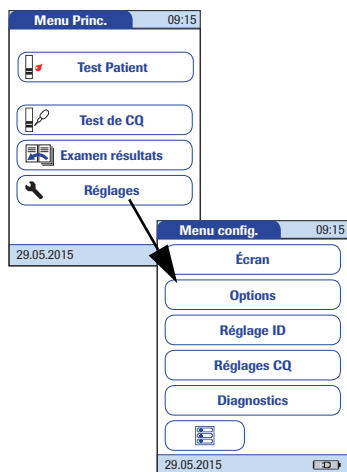 Menu Princ. 09:15
Test Patient
Test de CQ
Examen résultats
Réglages
29.05.2015
Menu config. 09:15
Écran
Options
Réglage ID
Réglages CQ
Diagnostics
29.05.2015